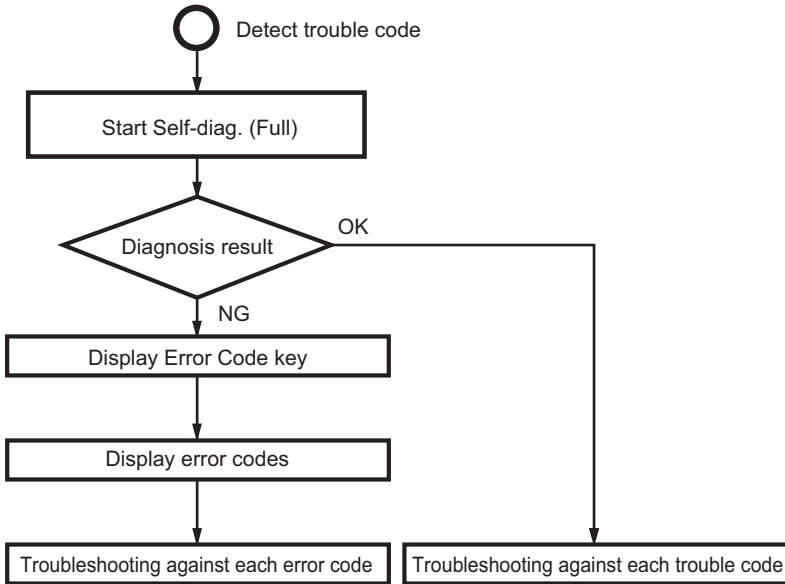 Detect trouble code
Start Self-diag. (Full)
Diagnosis result
OK
NG
Display Error Code key
Display error codes
Troubleshooting against each error code
Troubleshooting against each trouble code